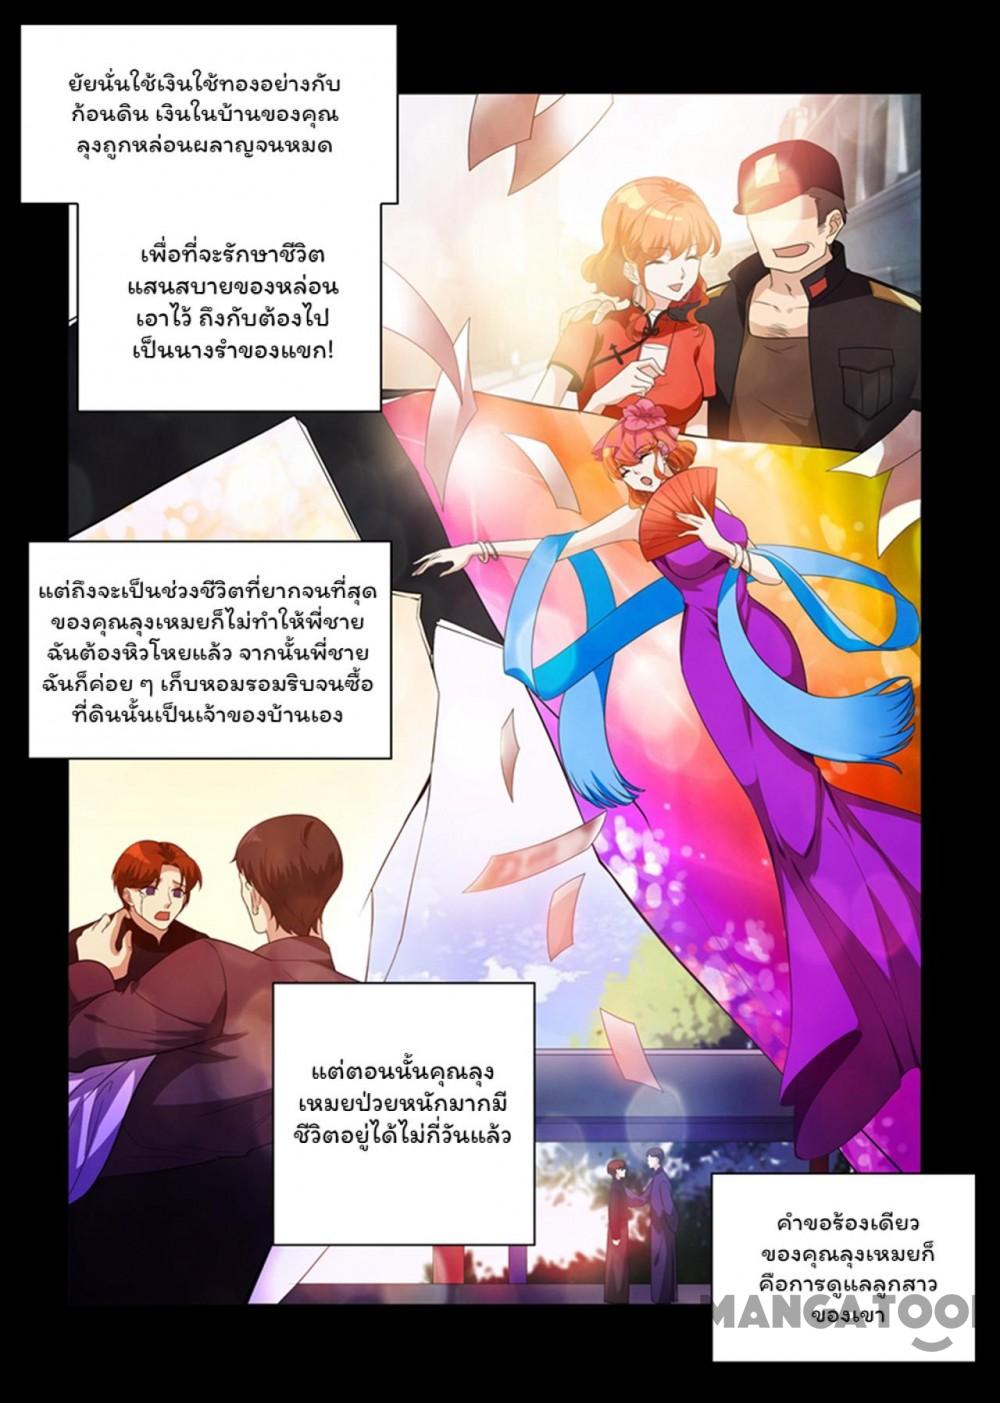 ยัยนั่นใช้เงินใช้ทองอย่างกับ
ก้อนดิน เงินในบ้านของคุณ
ลุงถูกหล่อนผลาญจนหมด
เพื่อที่จะรักษาชีวิต
แสนสบายของหล่อน
เอาไว้ ถึงกับต้องไป
เป็นนางรำของแขก!
แต่ถึงจะเป็นช่วงชีวิตที่ยากจนที่สุด
ของคุณลุงเหมยก็ไม่ทำให้พี่ชาย
ฉันต้องหิวโหยแล้ว จากนั้นพี่ชาย
ฉันก็ค่อย ๆ เก็บหอมรอมริบจนซื้อ
ที่ดินนั้นเป็นเจ้าของบ้านเอง
แต่ตอนนั้นคุณลุง
เหมยป่วยหนักมากมี
ชีวิตอยู่ได้ไม่กี่วันแล้ว
คำขอร้องเดียว
ของคุณลุงเหมยก็
คือการดูแลลูกสาว
ของเขา
MANGATOON